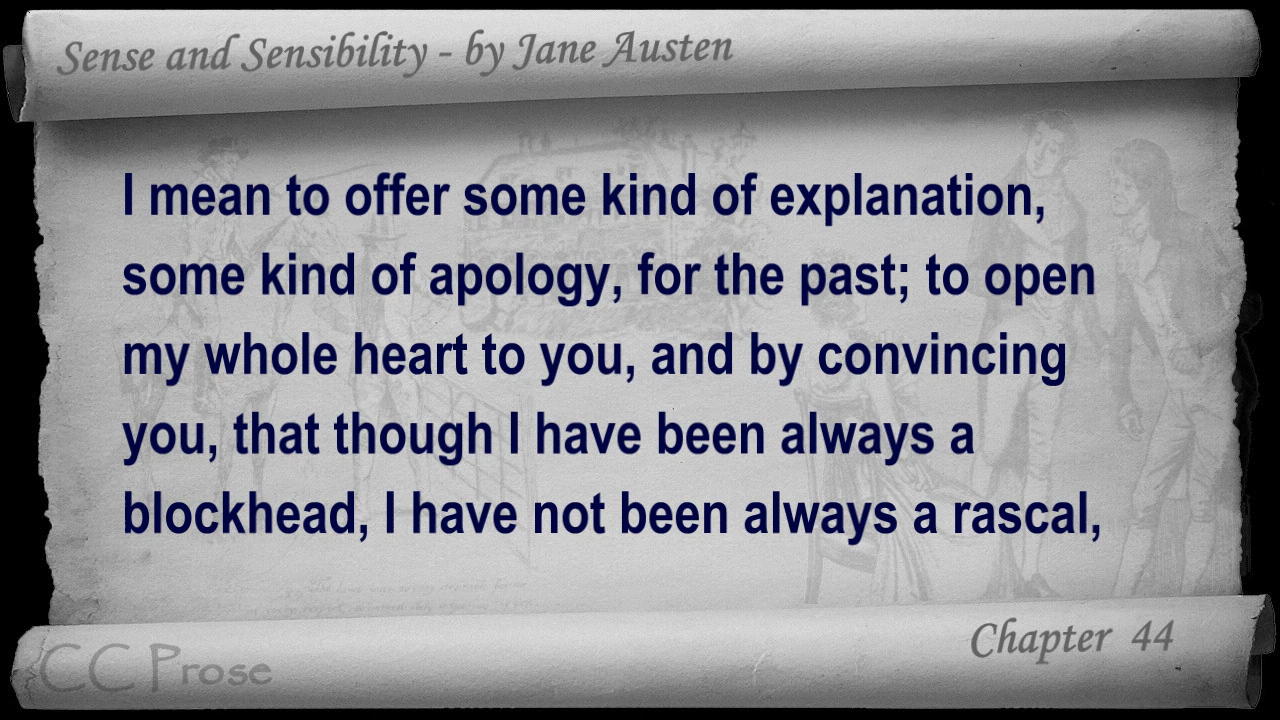 Sense and Sensibility - by Jane Austen
I mean to offer some kind of explanation,
some kind of apology, for the past; to open
my whole heart to you, and by convincing
you, that though I have been always a
blockhead, I have not been always a rascal,
Chapter 44
CC Prose